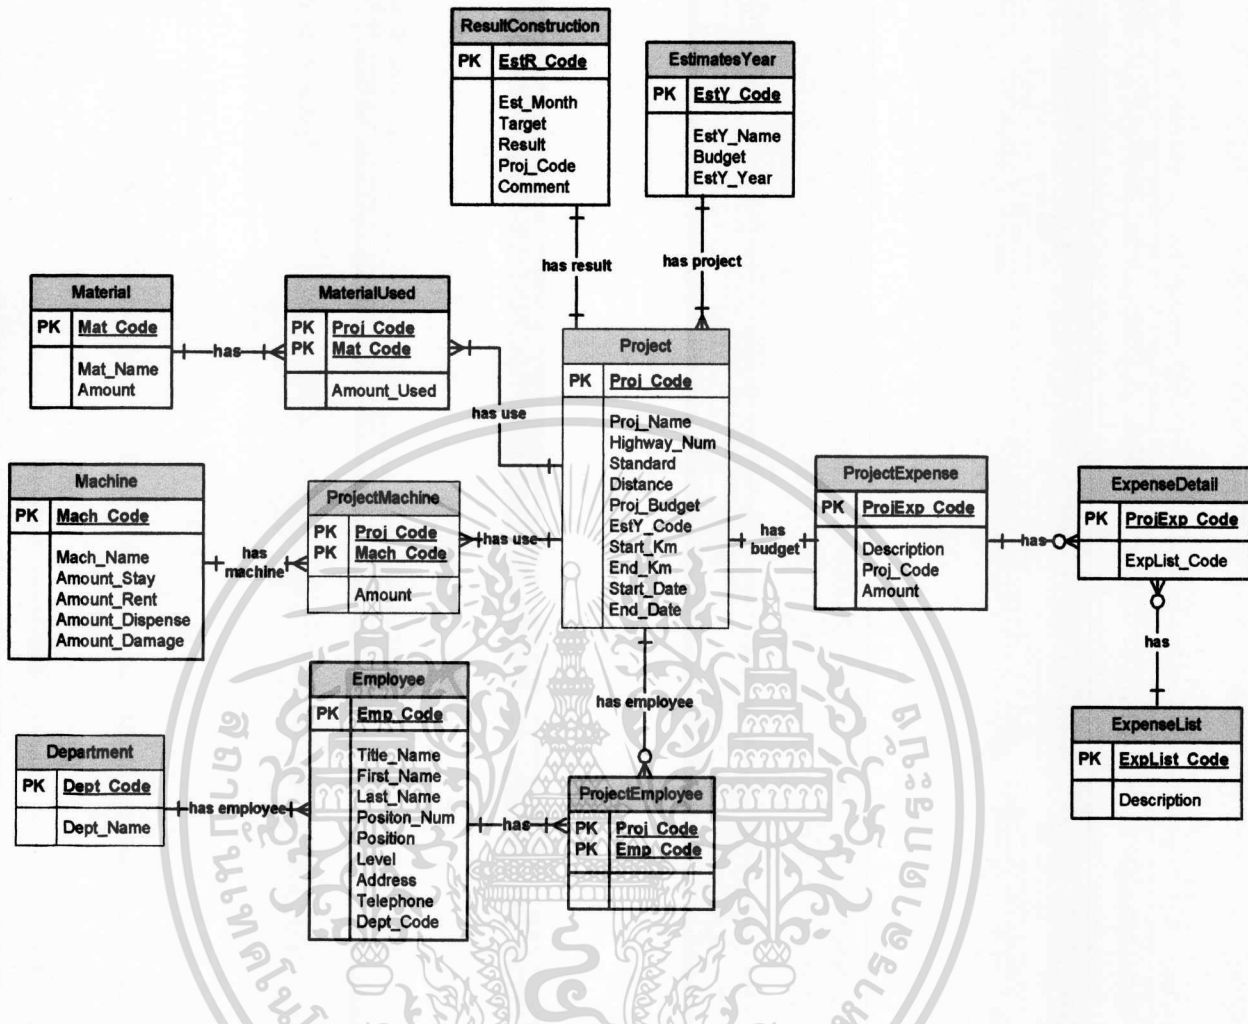 ResultConstruction
PK EstR_Code
Est_Month
Target
Result
Proj_Code
Comment
EstimatesYear
PK EstY_Code
EstY_Name
Budget
EstY_Year
has result
has project
Material
PK Mat_Code
Mat_Name
Amount
has
MaterialUsed
PK Proj_Code
PK Mat_Code
Amount_Used
has use
Project
PK Proj_Code
Proj_Name
Highway_Num
Standard
Distance
Proj_Budget
EstY_Code
Start_Km
End_Km
Start_Date
End_Date
Machine
PK Mach_Code
Mach_Name
Amount_Stay
Amount_Rent
Amount_Dispense
Amount_Damage
has
machine
ProjectMachine
PK Proj_Code
PK Mach_Code
Amount
has use
has
budget
ProjectExpense
PK ProjExp_Code
Description
Proj_Code
Amount
has
ExpenseDetail
PK ProjExp_Code
ExpList_Code
has
ExpenseList
PK ExpList_Code
Description
has employee
Department
PK Dept_Code
Dept_Name
has employee
Employee
PK Emp_Code
Title_Name
First_Name
Last_Name
Positon_Num
Position
Level
Address
Telephone
Dept_Code
has
ProjectEmployee
PK Proj_Code
PK Emp_Code